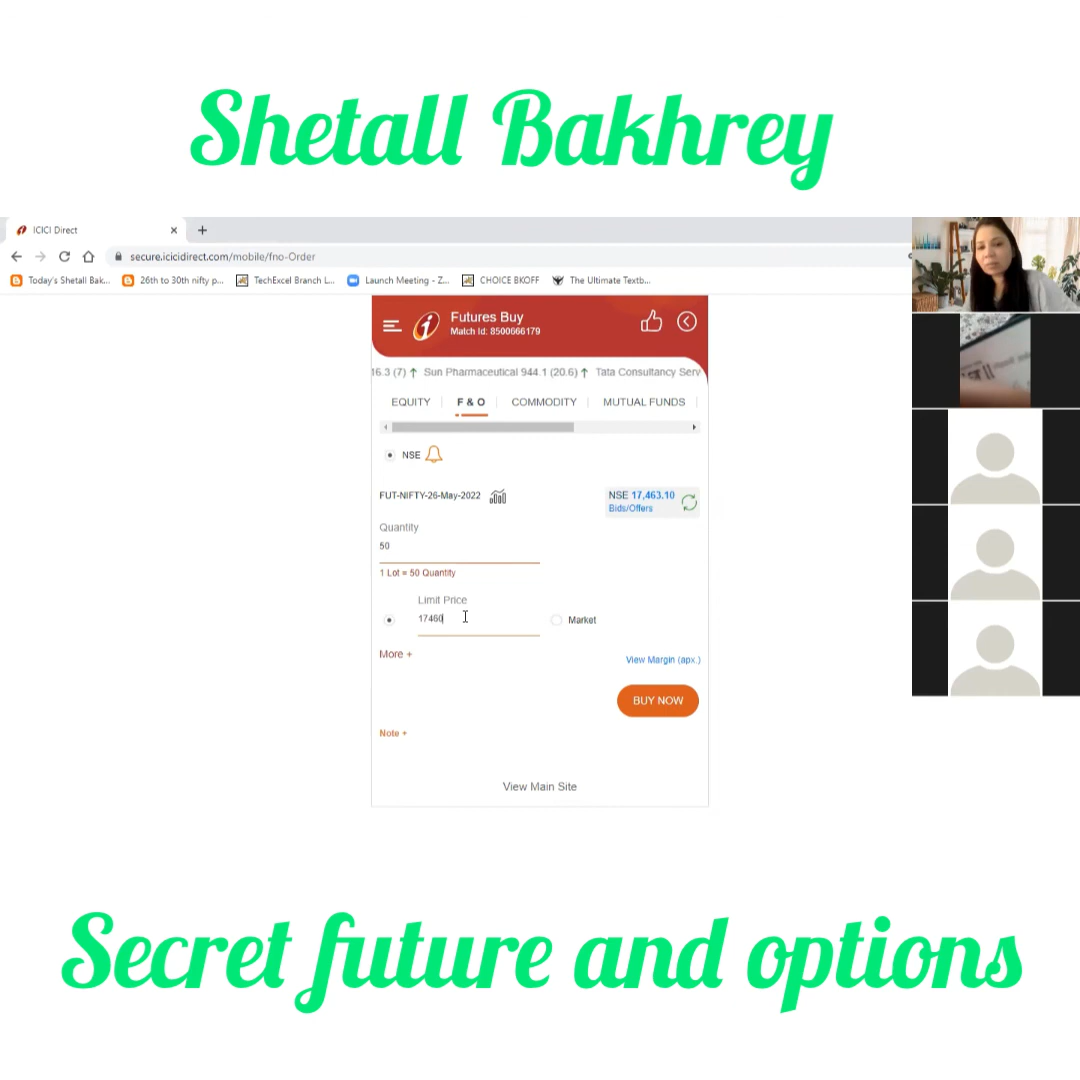 Shetall Bakhrey
ICICI Direct
secure.icicidirect.com/mobile/fno-Order
Today's Shetall Bak...
26th to 30th nifty p...
TechExcel Branch L...
Launch Meeting - Z...
CHOICE BKOFF
The Ultimate Textb...
Futures Buy
Match Id: 8500666179
16.3 (7) Sun Pharmaceutical 944.1 (20.6) Tata Consultancy Serv
EQUITY F & O COMMODITY MUTUAL FUNDS
NSE
FUT-NIFTY-26-May-2022
NSE 17,463.10
Bids/Offers
Quantity
50
1 Lot = 50 Quantity
Limit Price
17460
Market
More +
View Margin (apx.)
BUY NOW
Note +
View Main Site
Secret future and options